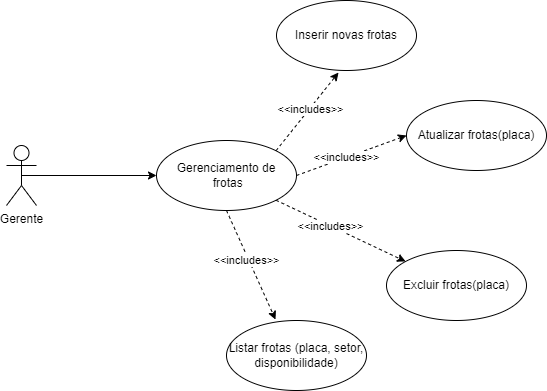 Inserir novas frotas
<<includes>>
Atualizar frotas(placa)
<<includes>>
Gerenciamento de
frotas
Gerente
<<includes>>
<<includes>>
Excluir frotas(placa)
Listar frotas (placa, setor,
disponibilidade)